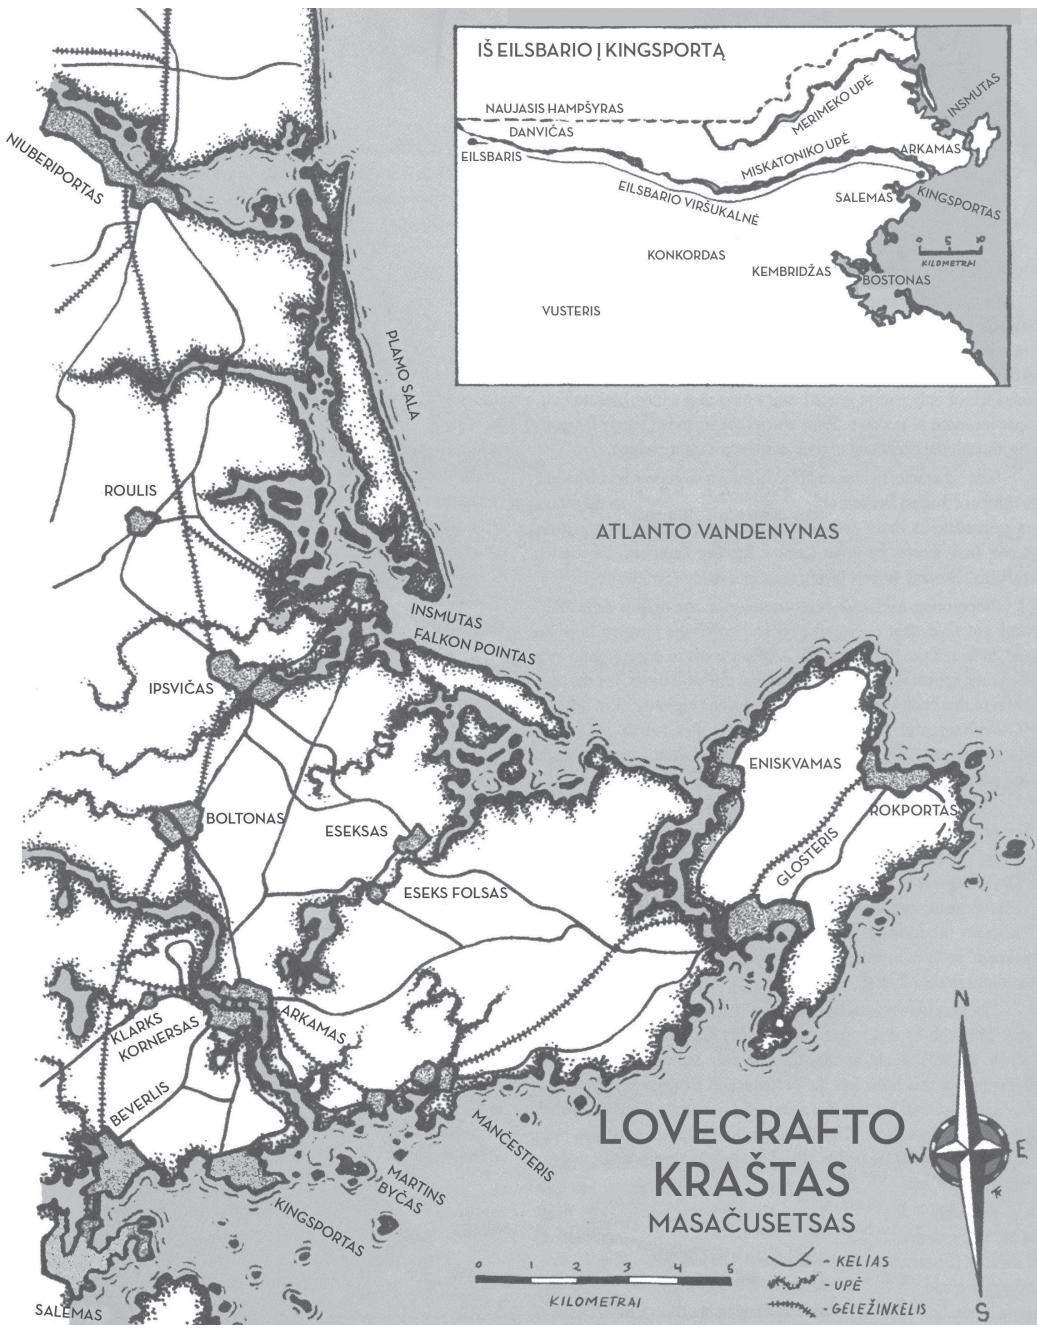 IŠ EILSBARIO Į KINGSPORTĄ
NAUJASIS HAMPŠYRAS
DANVIČAS
EILSBARIS
MERIMEKO UPĖ
INSMUTAS
MISKATONIKO UPĖ
ARKAMAS
EILSBARIO VIRŠUKALNĖ
SALEMAS
KINGSPORTAS
KONKORDAS
0 5 10
KILOMETRAI
KEMBRIDŽAS
BOSTONAS
VUSTERIS
NIUBERIPORTAS
PLAMO SALA
ROULIS
ATLANTO VANDENYNAS
INSMUTAS
FALKON POINTAS
IPSVIČAS
ENISKVAMAS
BOLTONAS
ROKPORTAS
ESEKSAS
GLOSTERIS
ESEKS FOLSAS
ARKAMAS
KLARKS
KORNERSAS
BEVERLIS
MANČESTERIS
MARTINS
BYČAS
KINGSPORTAS
SALEMAS
N
W E
S
LOVECRAFTO
KRAŠTAS
MASAČUSETSAS
0 1 2 3 4 5
KILOMETRAI
- KELIAS
- UPĖ
- GELEŽINKELIS